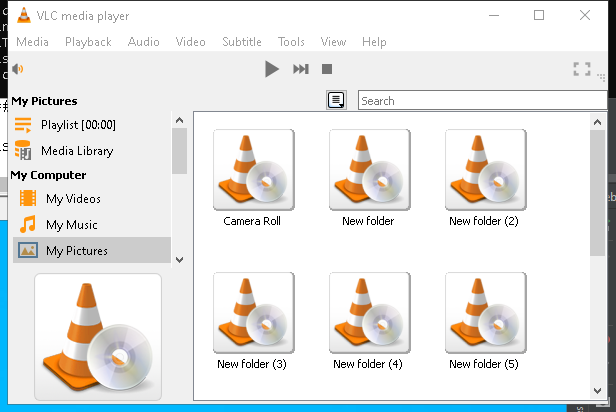 VLC media player
Media Playback Audio Video Subtitle Tools View Help
Search
My Pictures
Playlist [00:00]
Media Library
My Computer
My Videos
My Music
My Pictures
Camera Roll New folder New folder (2)
New folder (3) New folder (4) New folder (5)